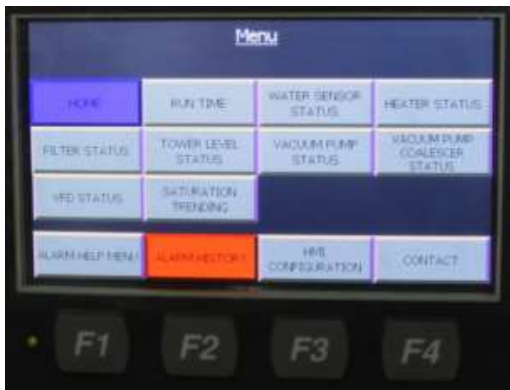 Menu
HOME
RUN TIME
WATER SENSOR
STATUS
HEATER STATUS
FILTER STATUS
TOWER LEVEL
STATUS
VACUUM PUMP
STATUS
VACUUM PUMP
COALESCER
STATUS
VFD STATUS
SATURATION
TRENDING
ALARM HELP MENU
ALARM HISTORY
HMI
CONFIGURATION
CONTACT
F1
F2
F3
F4